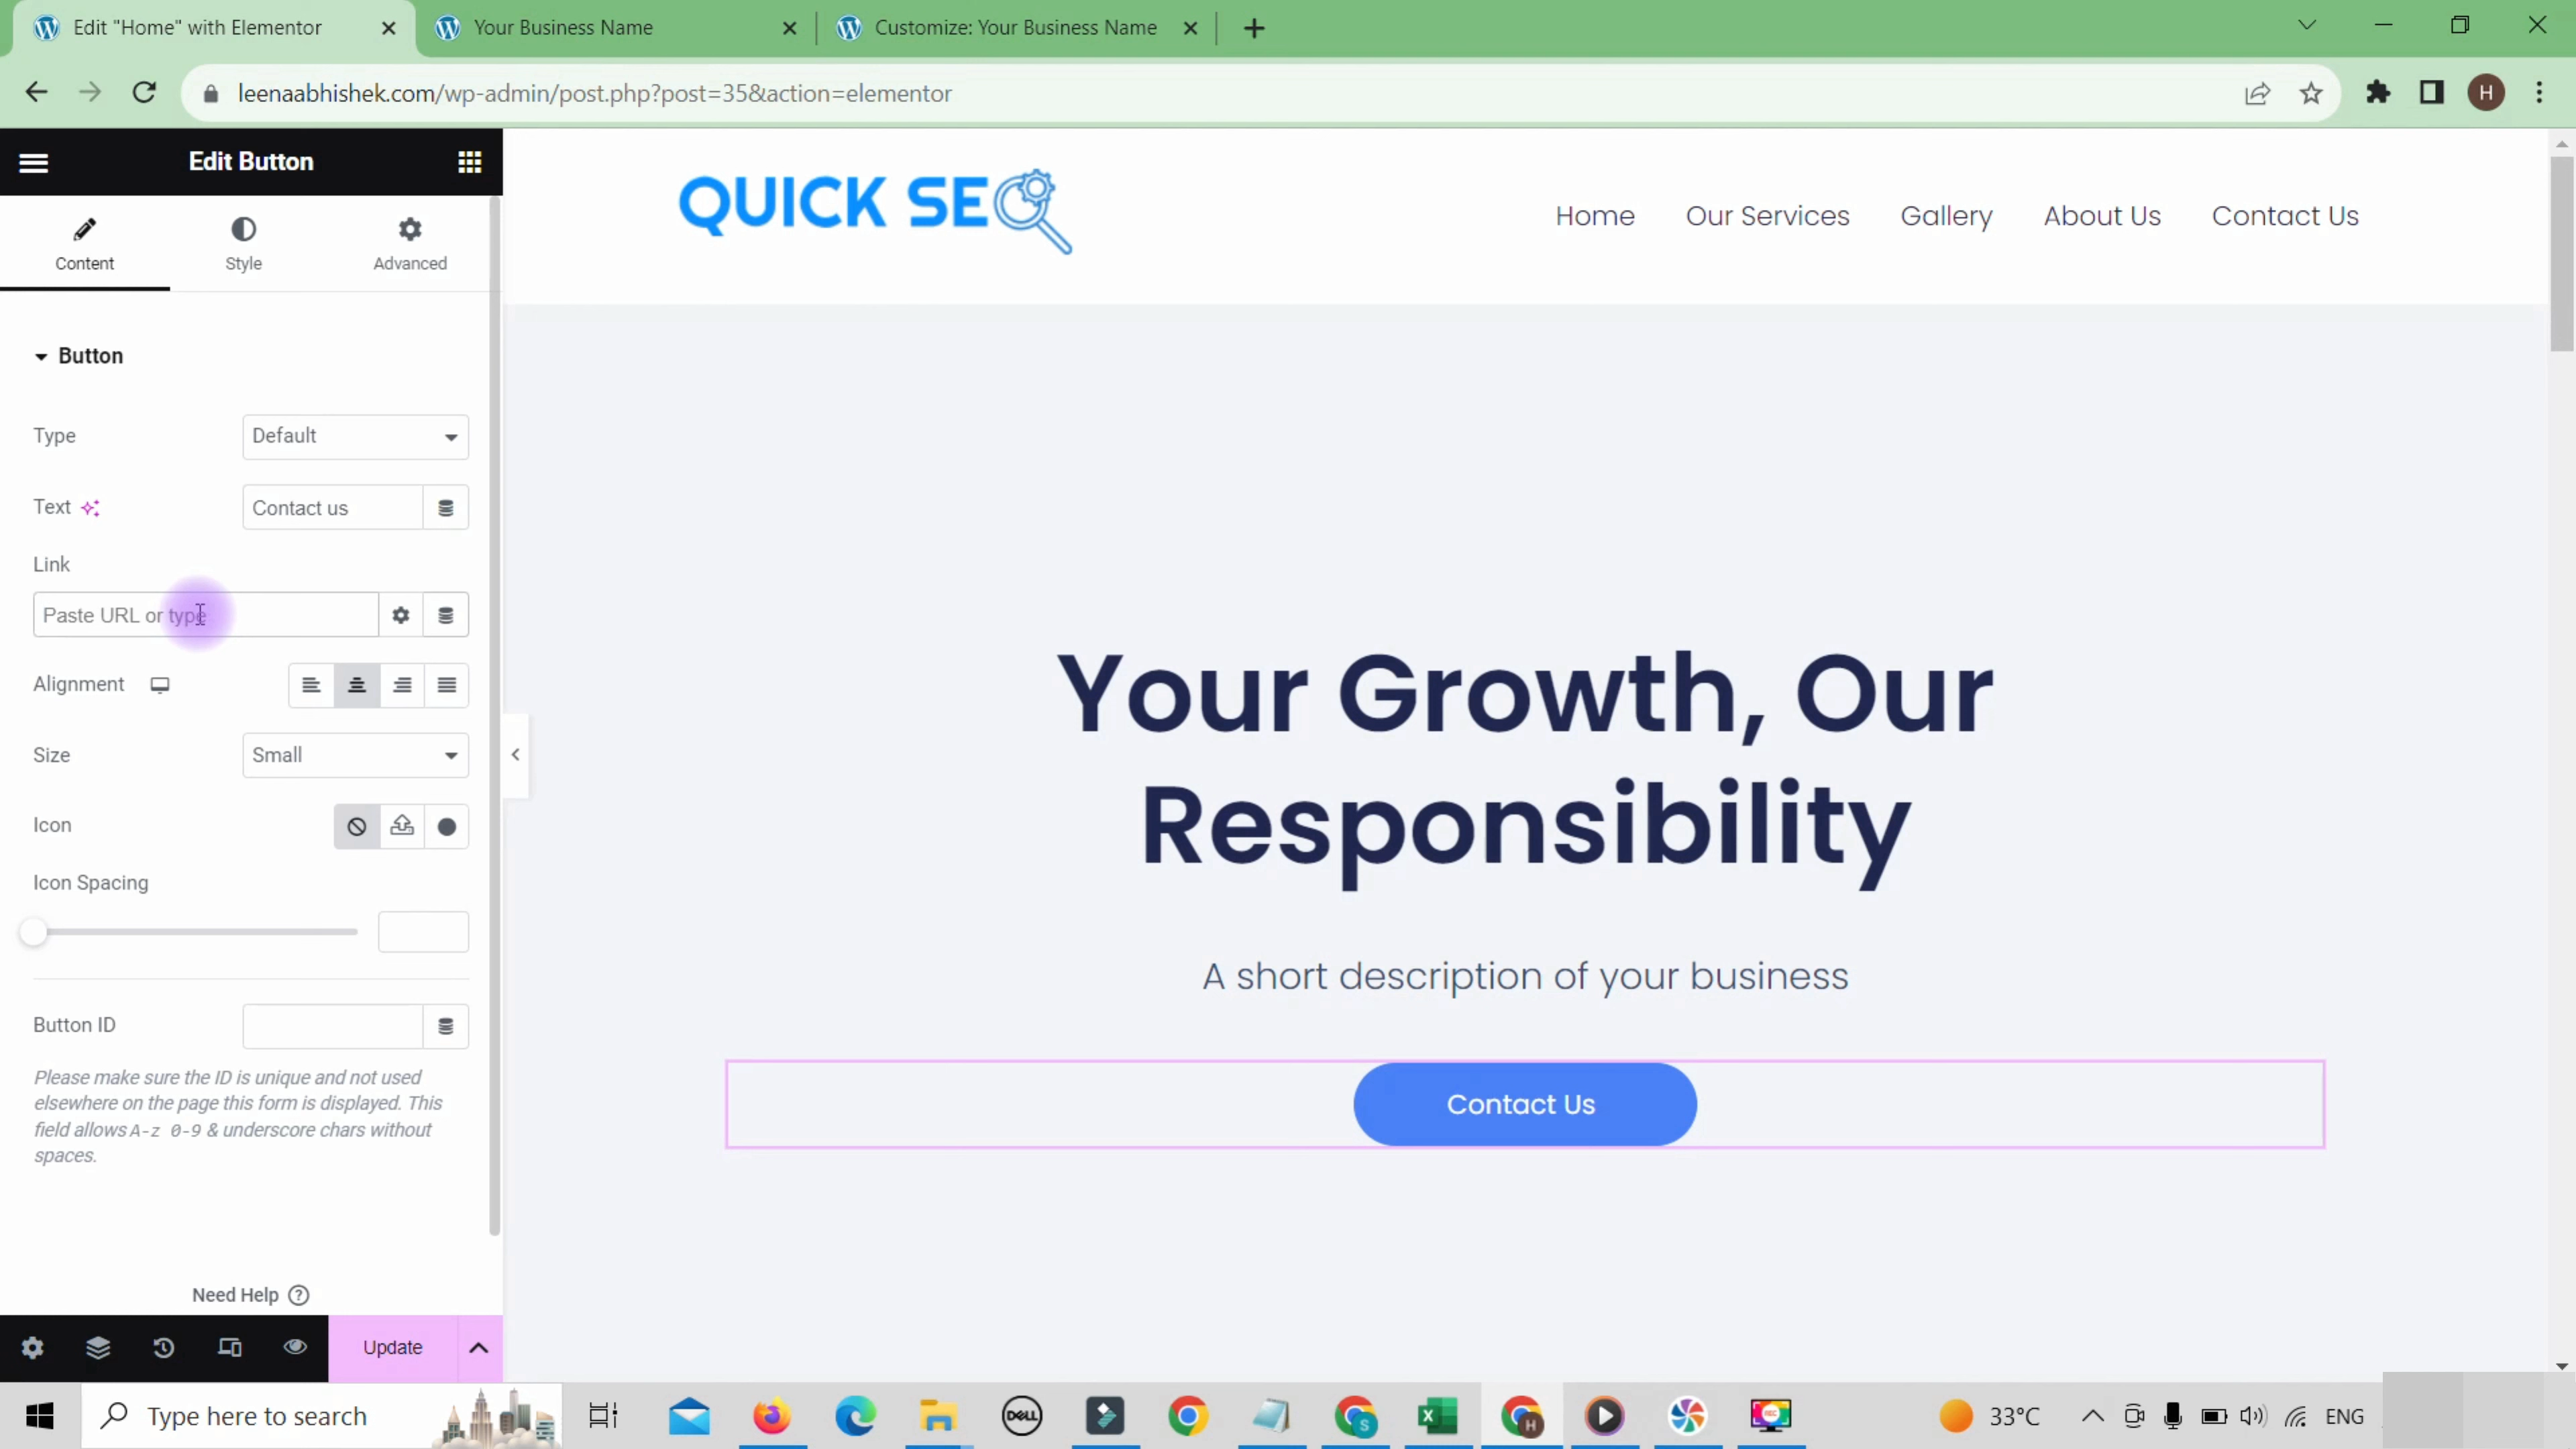 Edit "Home" with Elementor
Your Business Name
Customize: Your Business Name
leenaabhishek.com/wp-admin/post.php?post=35&action=elementor
H
Edit Button
Content
Style
Advanced
Button
Type
Default
Text
Contact us
Link
Paste URL or type
Alignment
Size
Small
Icon
Icon Spacing
Button ID
Please make sure the ID is unique and not used
elsewhere on the page this form is displayed. This
field allows A-z 0-9 & underscore chars without
spaces.
Need Help
Update
QUICK SEO
Home
Our Services
Gallery
About Us
Contact Us
Your Growth, Our
Responsibility
A short description of your business
Contact Us
Type here to search
DELL
S
X
H
REC
33°C
ENG